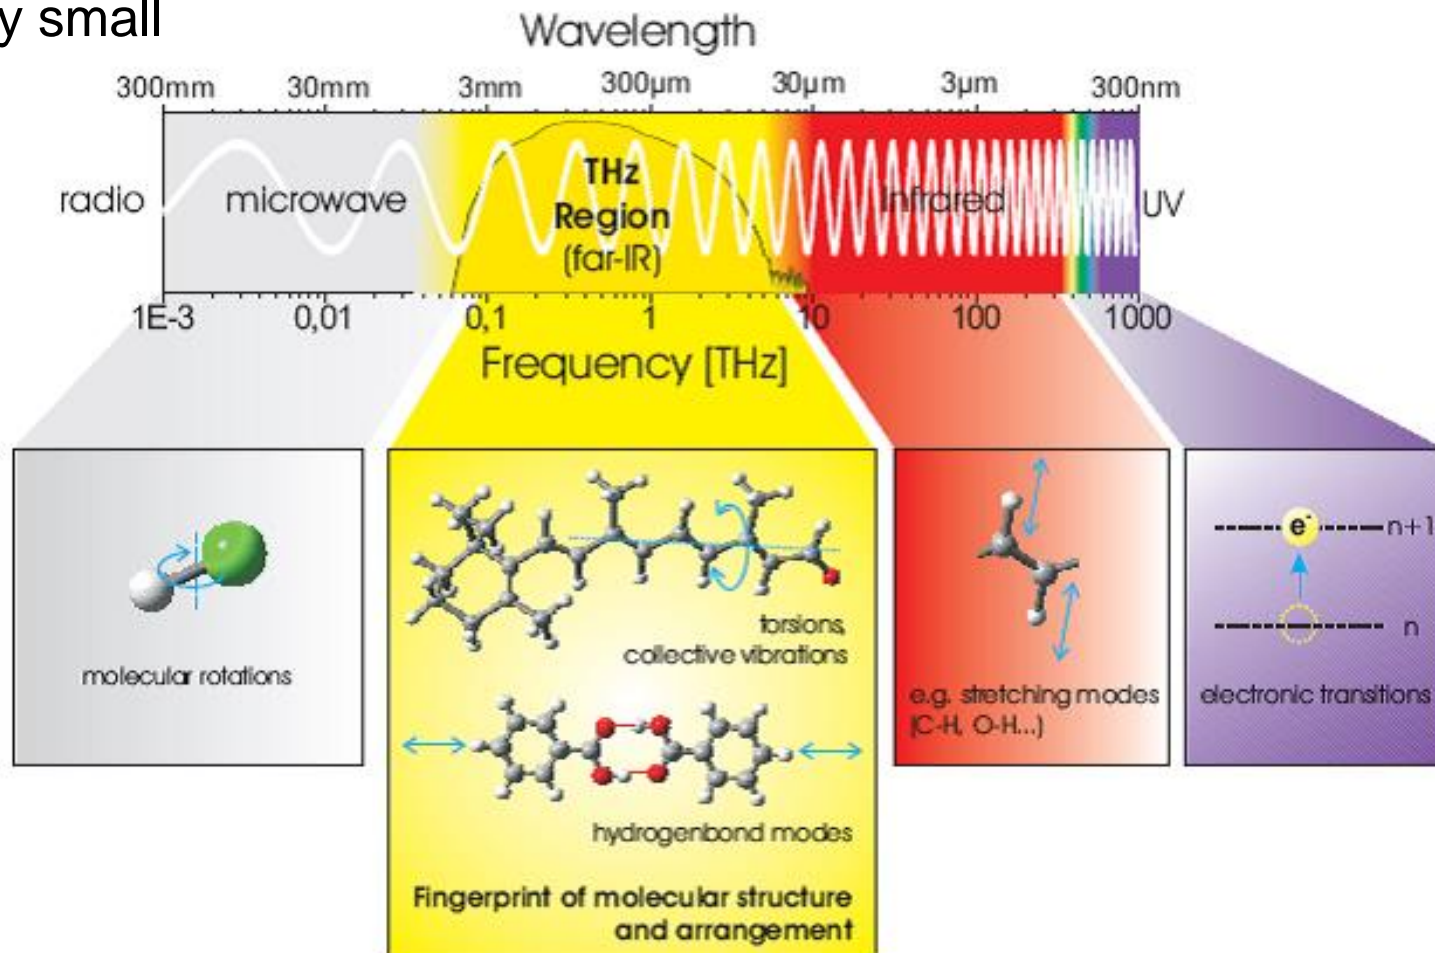 y small
Wavelength
300mm 30mm 3mm 300µm 30µm 3µm 300nm
radio microwave THz Region (far-IR) Infrared UV
1E-3 0,01 0,1 1 10 100 1000
Frequency [THz]
molecular rotations
torsions,
collective vibrations
hydrogenbond modes
Fingerprint of molecular structure
and arrangement
e.g. stretching modes
(C-H, O-H...)
e- n+1
n
electronic transitions